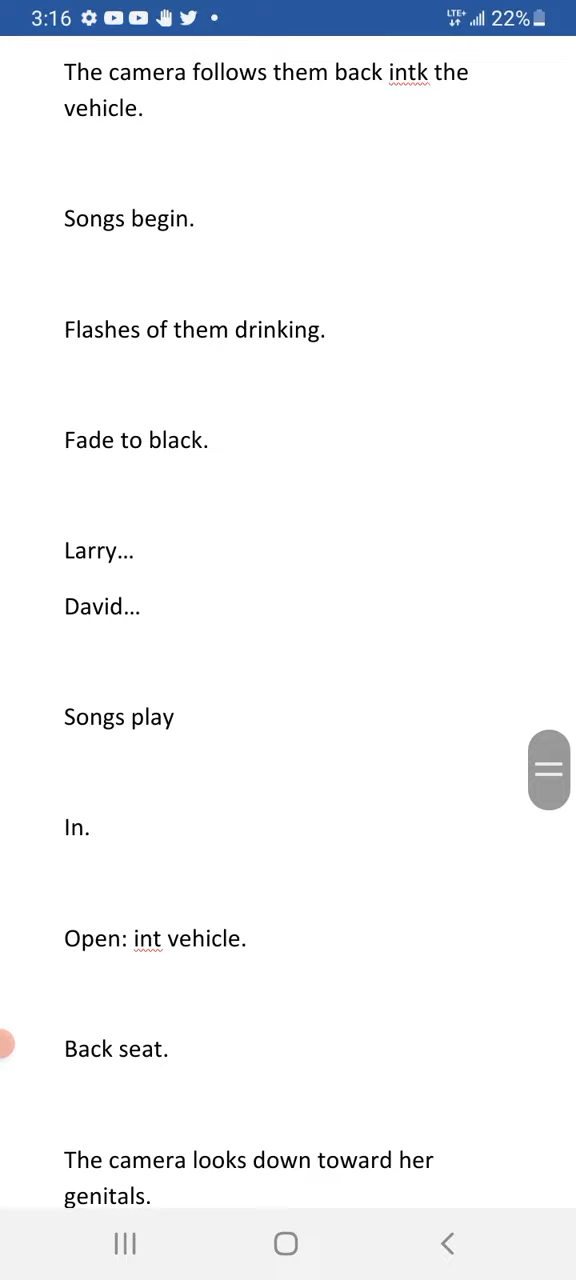 3:16
LTE+
22%
The camera follows them back intk the
vehicle.
Songs begin.
Flashes of them drinking.
Fade to black.
Larry...
David...
Songs play
In.
Open: int vehicle.
Back seat.
The camera looks down toward her
genitals.